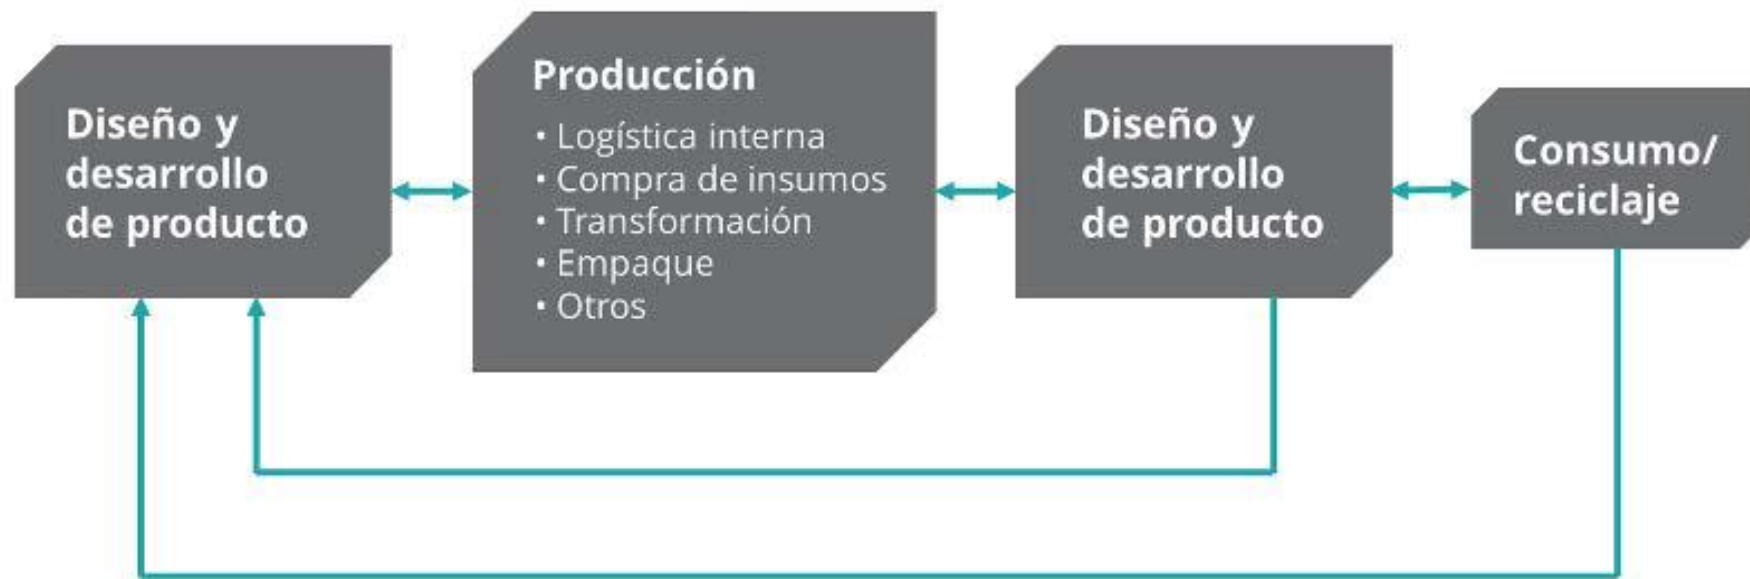 Diseño y
desarrollo
de producto
Producción
• Logística interna
• Compra de insumos
• Transformación
• Empaque
• Otros
Diseño y
desarrollo
de producto
Consumo/
reciclaje